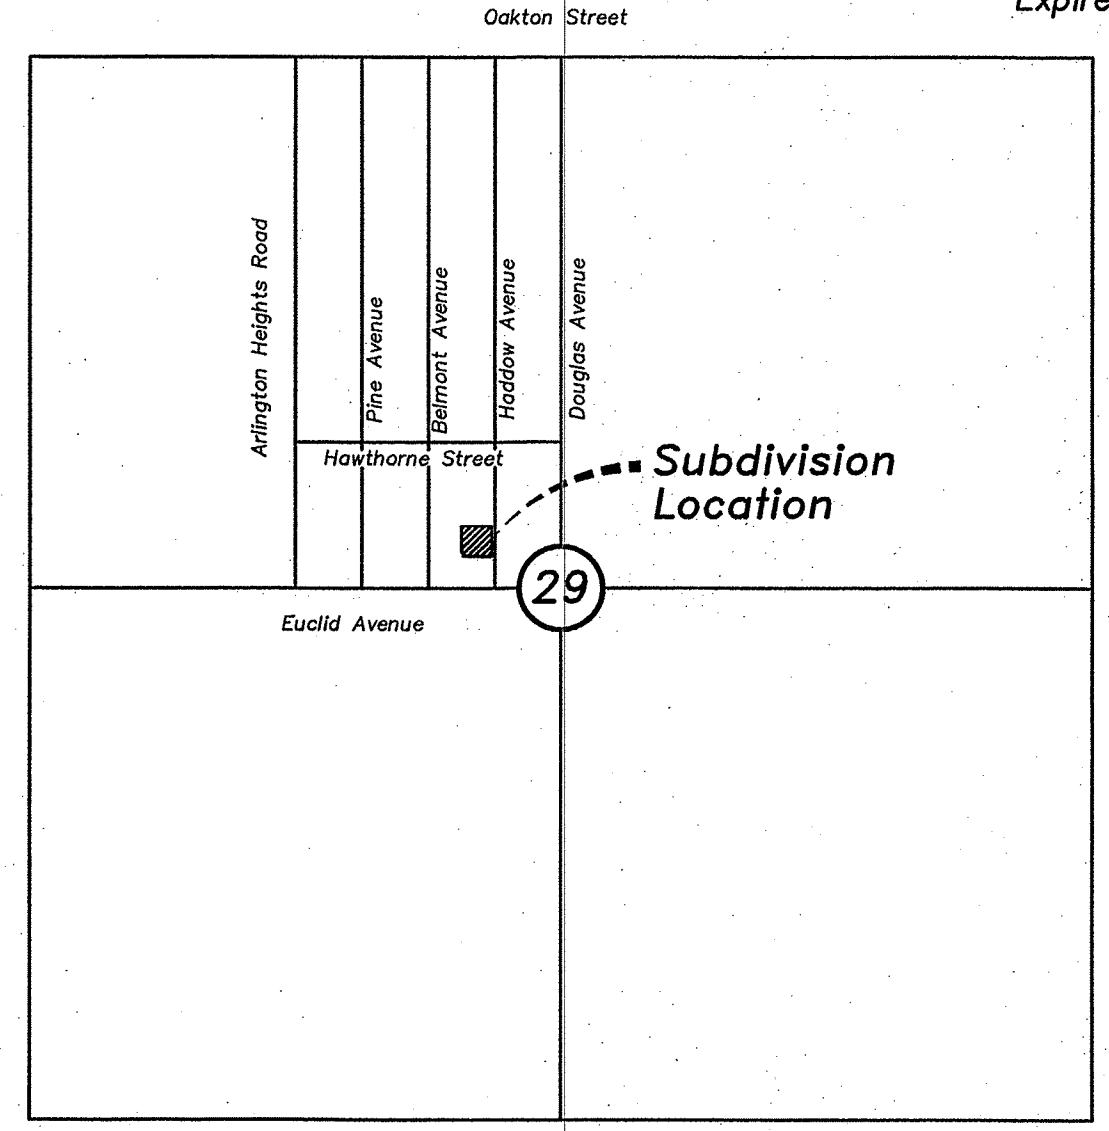 Oakton Street
Arlington Heights Road
Pine Avenue
Belmont Avenue
Haddow Avenue
Douglas Avenue
Hawthorne Street
Subdivision
Location
29
Euclid Avenue